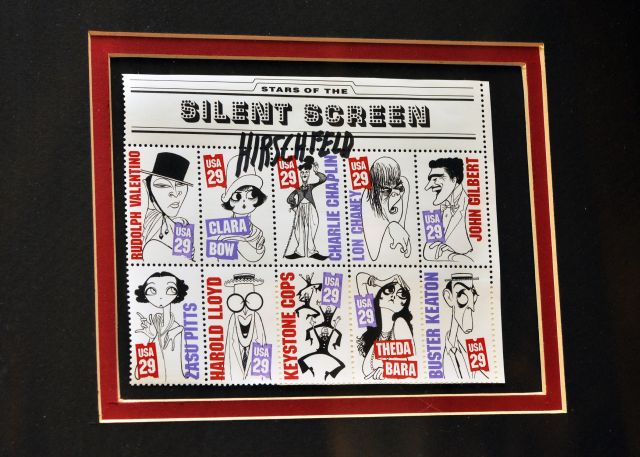 STARS OF THE
SILENT SCREEN
HIRSCHFELD
RUDOLPH VALENTINO
USA
29
USA
29
CLARA
BOW
USA
29
CHARLIE CHAPLIN
LON CHANEY
USA
29
USA
29
JOHN GILBERT
USA
29
ZASU PITTS
HAROLD LLOYD
USA
29
KEYSTONE COPS
USA
29
USA
29
THEDA
BARA
BUSTER KEATON
USA
29